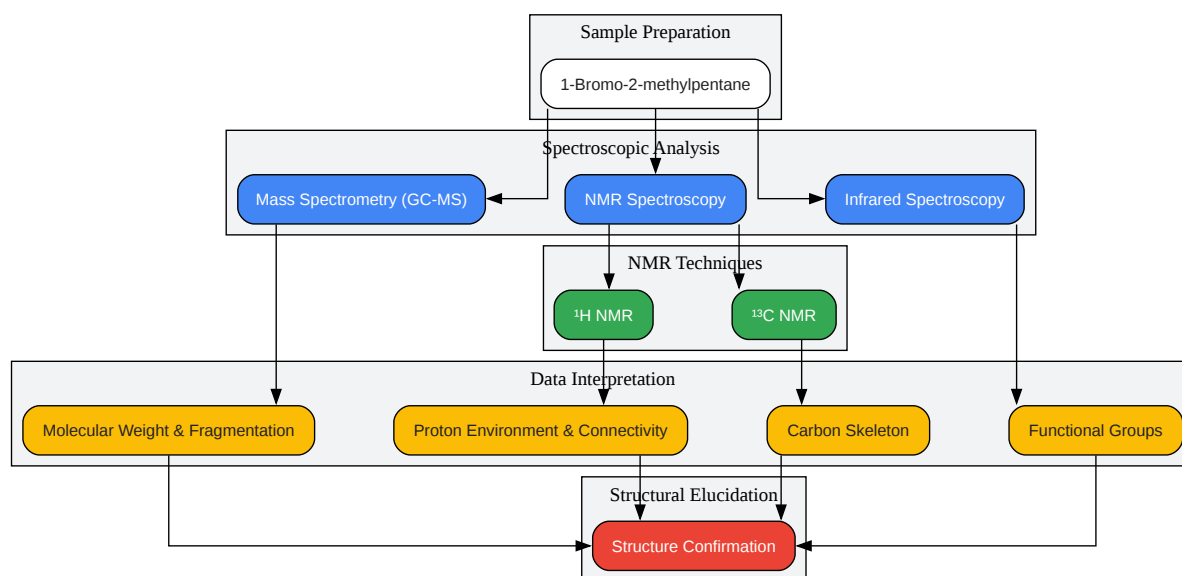 Sample Preparation
1-Bromo-2-methylpentane
Spectroscopic Analysis
Mass Spectrometry (GC-MS)
NMR Spectroscopy
Infrared Spectroscopy
NMR Techniques
¹H NMR
¹³C NMR
Data Interpretation
Molecular Weight & Fragmentation
Proton Environment & Connectivity
Carbon Skeleton
Functional Groups
Structural Elucidation
Structure Confirmation